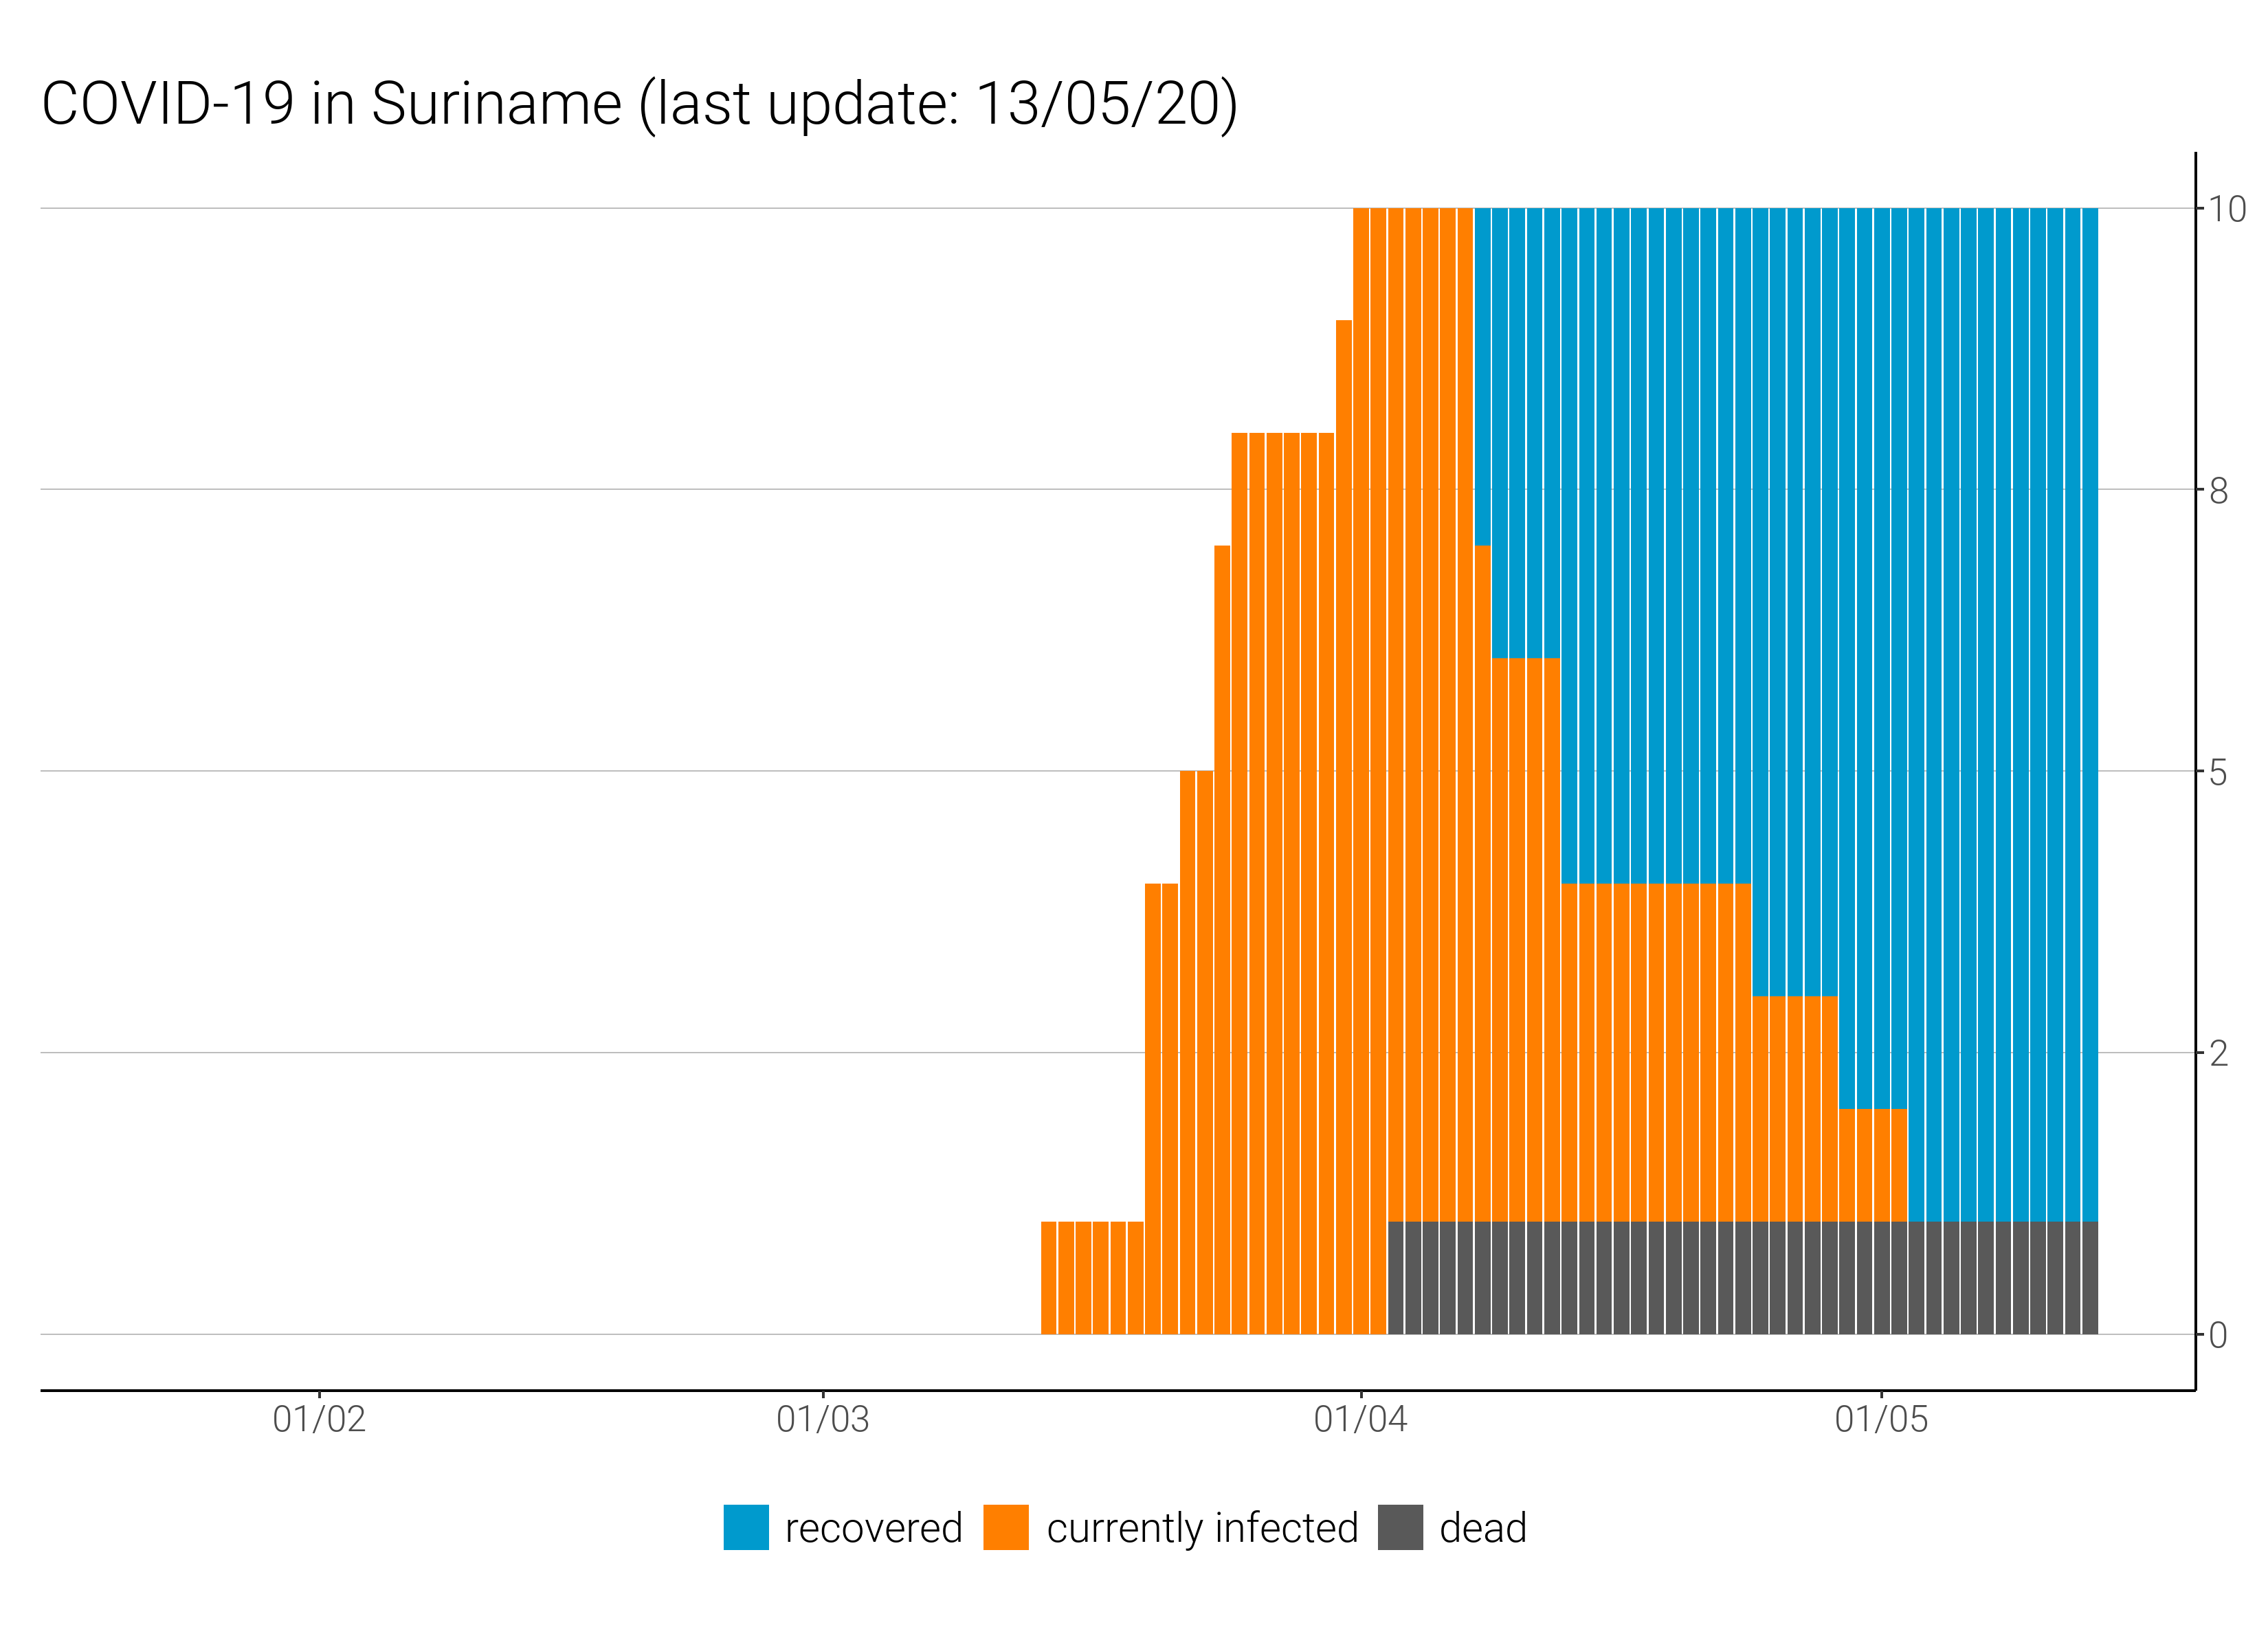 COVID-19 in Suriname (last update: 13/05/20)
10
8
5
2
0
01/02 01/03 01/04 01/05
recovered currently infected dead